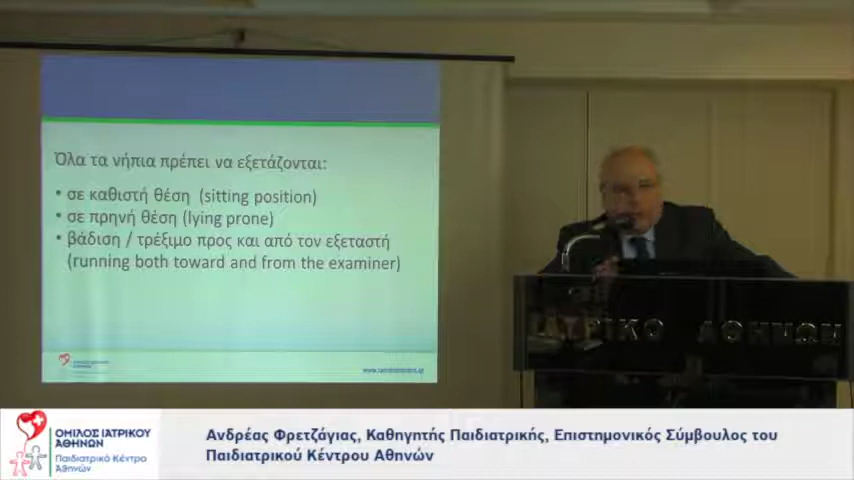 Όλα τα νήπια πρέπει να εξετάζονται:
• σε καθιστή θέση (sitting position)
• σε πρηνή θέση (lying prone)
• βάδιση / τρέξιμο προς και από τον εξεταστή
(running both toward and from the examiner)
ΙΑΤΡΙΚΟ ΑΘΗΝΩΝ
ΟΜΙΛΟΣ ΙΑΤΡΙΚΟΥ
ΑΘΗΝΩΝ
Παιδιατρικό Κέντρο
Αθηνών
Ανδρέας Φρετζάγιας, Καθηγητής Παιδιατρικής, Επιστημονικός Σύμβουλος του
Παιδιατρικού Κέντρου Αθηνών